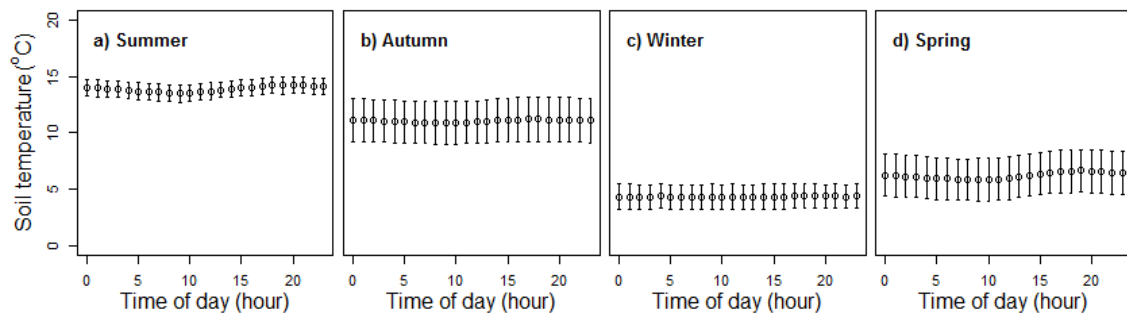 Soil temperature (°C)
20
15
10
5
0
a) Summer
b) Autumn
c) Winter
d) Spring
0 5 10 15 20
0 5 10 15 20
0 5 10 15 20
0 5 10 15 20
Time of day (hour)
Time of day (hour)
Time of day (hour)
Time of day (hour)